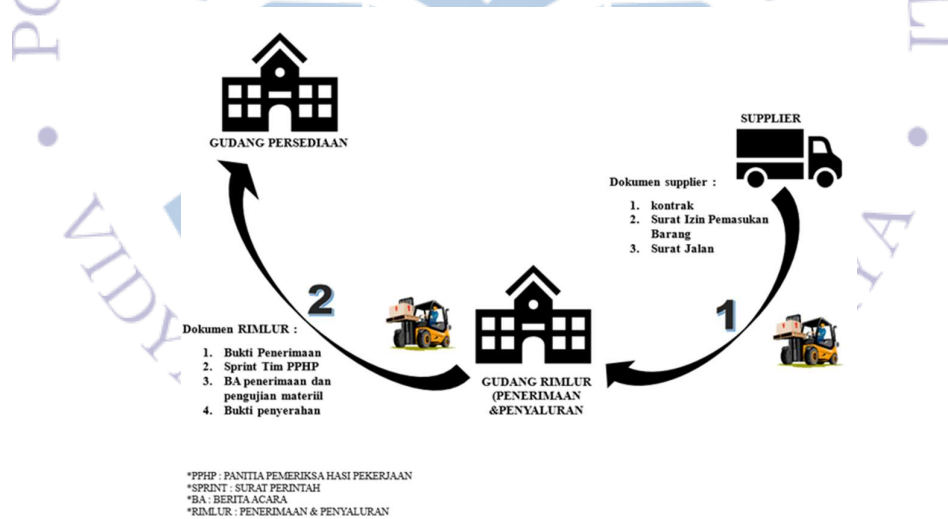 GUDANG PERSEDIAAN
SUPPLIER
Dokumen supplier :
1. kontrak
2. Surat Izin Pemasukan
Barang
3. Surat Jalan
1
2
Dokumen RIMLUR :
1. Bukti Penerimaan
2. Sprint Tim PPHP
3. BA penerimaan dan
pengujian materiil
4. Bukti penyerahan
GUDANG RIMLUR
(PENERIMAAN
&PENYALURAN
*PPHP : PANITIA PEMERIKSA HASI PEKERJAAN
*SPRINT : SURAT PERINTAH
*BA : BERITA ACARA
*RIMLUR : PENERIMAAN & PENYALURAN